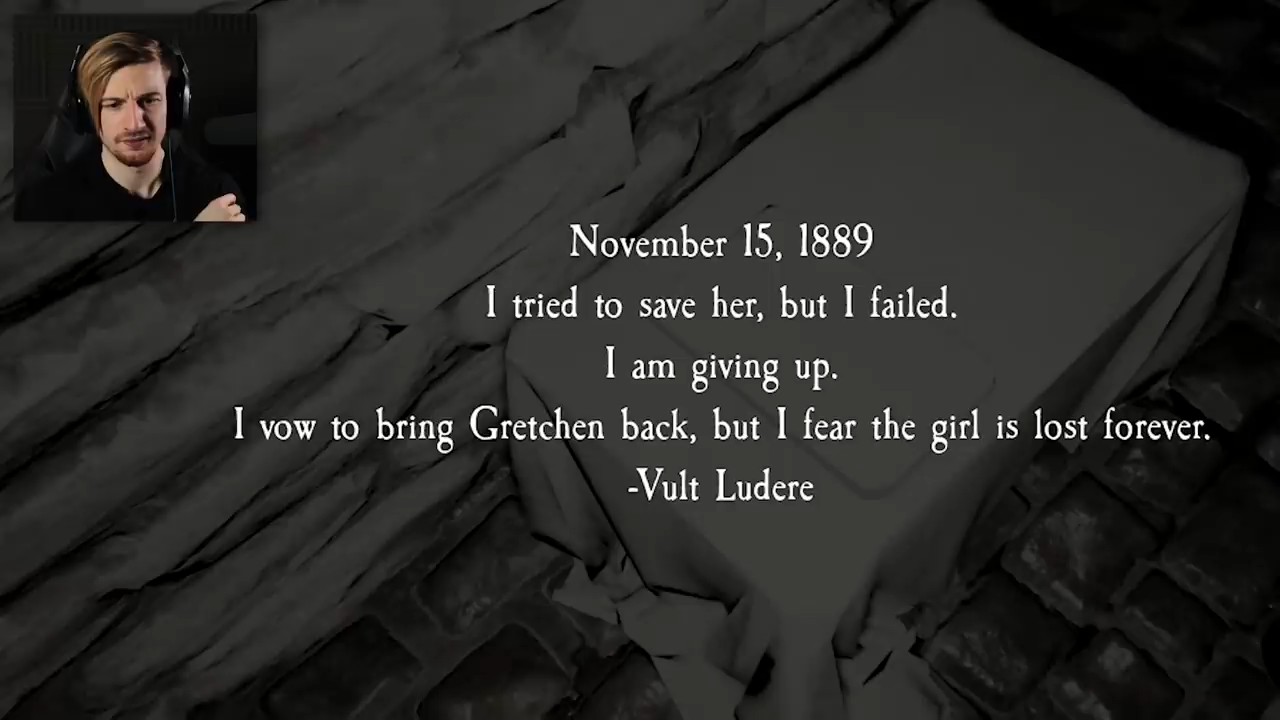 November 15, 1889
I tried to save her, but I failed.
I am giving up.
I vow to bring Gretchen back, but I fear the girl is lost forever.
-Vult Ludere